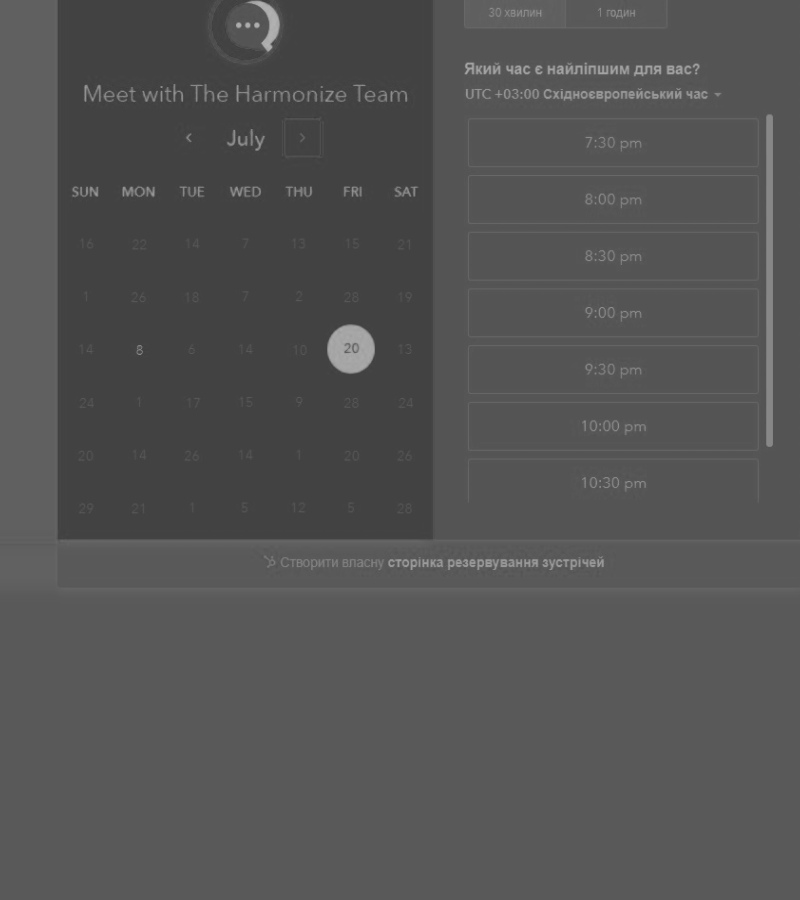 Meet with The Harmonize Team
‹ July ›
SUN MON TUE WED THU FRI SAT
16 22 14 7 13 15 21
1 26 18 7 2 28 19
14 8 6 14 10 20 13
24 1 17 15 9 28 24
20 14 26 14 1 20 26
29 21 1 5 12 5 28
30 хвилин 1 годин
Який час є найліпшим для вас?
UTC +03:00 Східноєвропейський час
7:30 pm
8:00 pm
8:30 pm
9:00 pm
9:30 pm
10:00 pm
10:30 pm
Створити власну сторінка резервування зустрічей